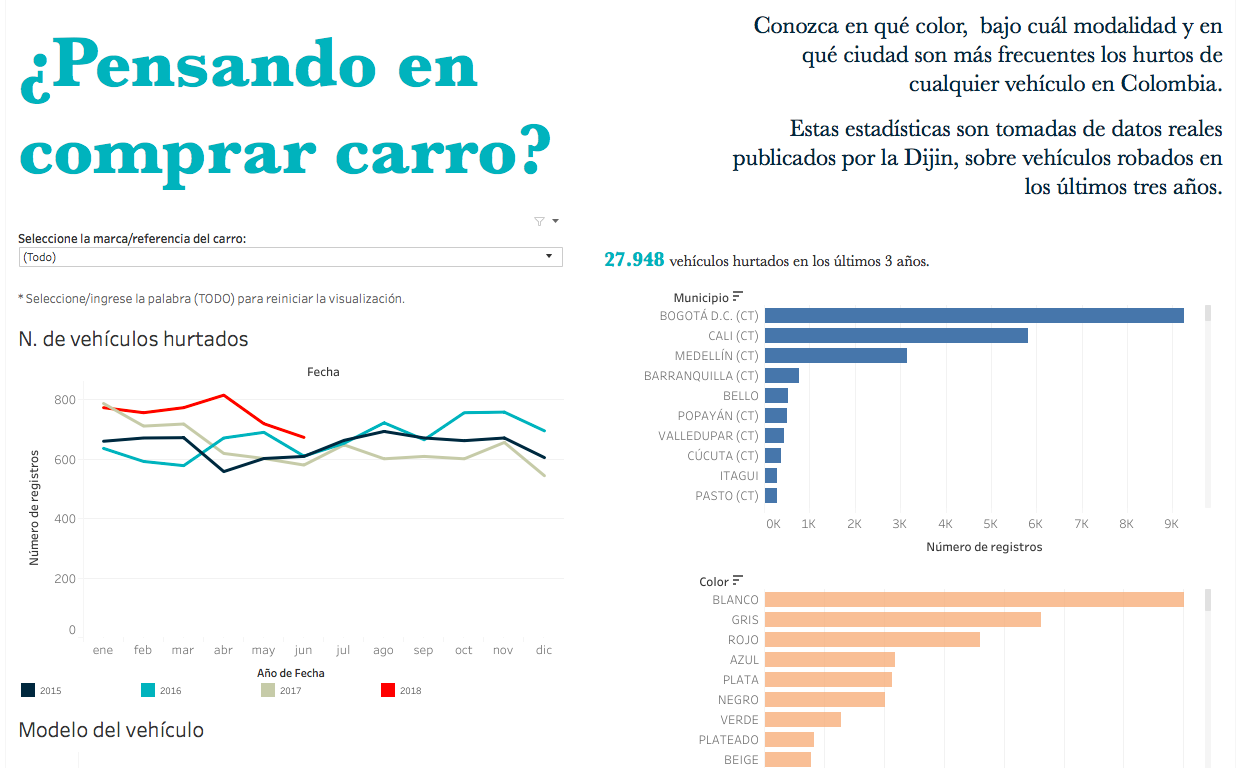 ¿Pensando en
comprar carro?
Conozca en qué color,  bajo cuál modalidad y en
qué ciudad son más frecuentes los hurtos de
cualquier vehículo en Colombia.
Estas estadísticas son tomadas de datos reales
publicados por la Dijin, sobre vehículos robados en
los últimos tres años.
Seleccione la marca/referencia del carro:
(Todo)
* Seleccione/ingrese la palabra (TODO) para reiniciar la visualización.
N. de vehículos hurtados
Fecha
Número de registros
800
600
400
200
0
ene feb mar abr may jun jul ago sep oct nov dic
Año de Fecha
2015 2016 2017 2018
Modelo del vehículo
27.948 vehículos hurtados en los últimos 3 años.
Municipio
BOGOTÁ D.C. (CT)
CALI (CT)
MEDELLÍN (CT)
BARRANQUILLA (CT)
BELLO
POPAYÁN (CT)
VALLEDUPAR (CT)
CÚCUTA (CT)
ITAGUI
PASTO (CT)
0K 1K 2K 3K 4K 5K 6K 7K 8K 9K
Número de registros
Color
BLANCO
GRIS
ROJO
AZUL
PLATA
NEGRO
VERDE
PLATEADO
BEIGE